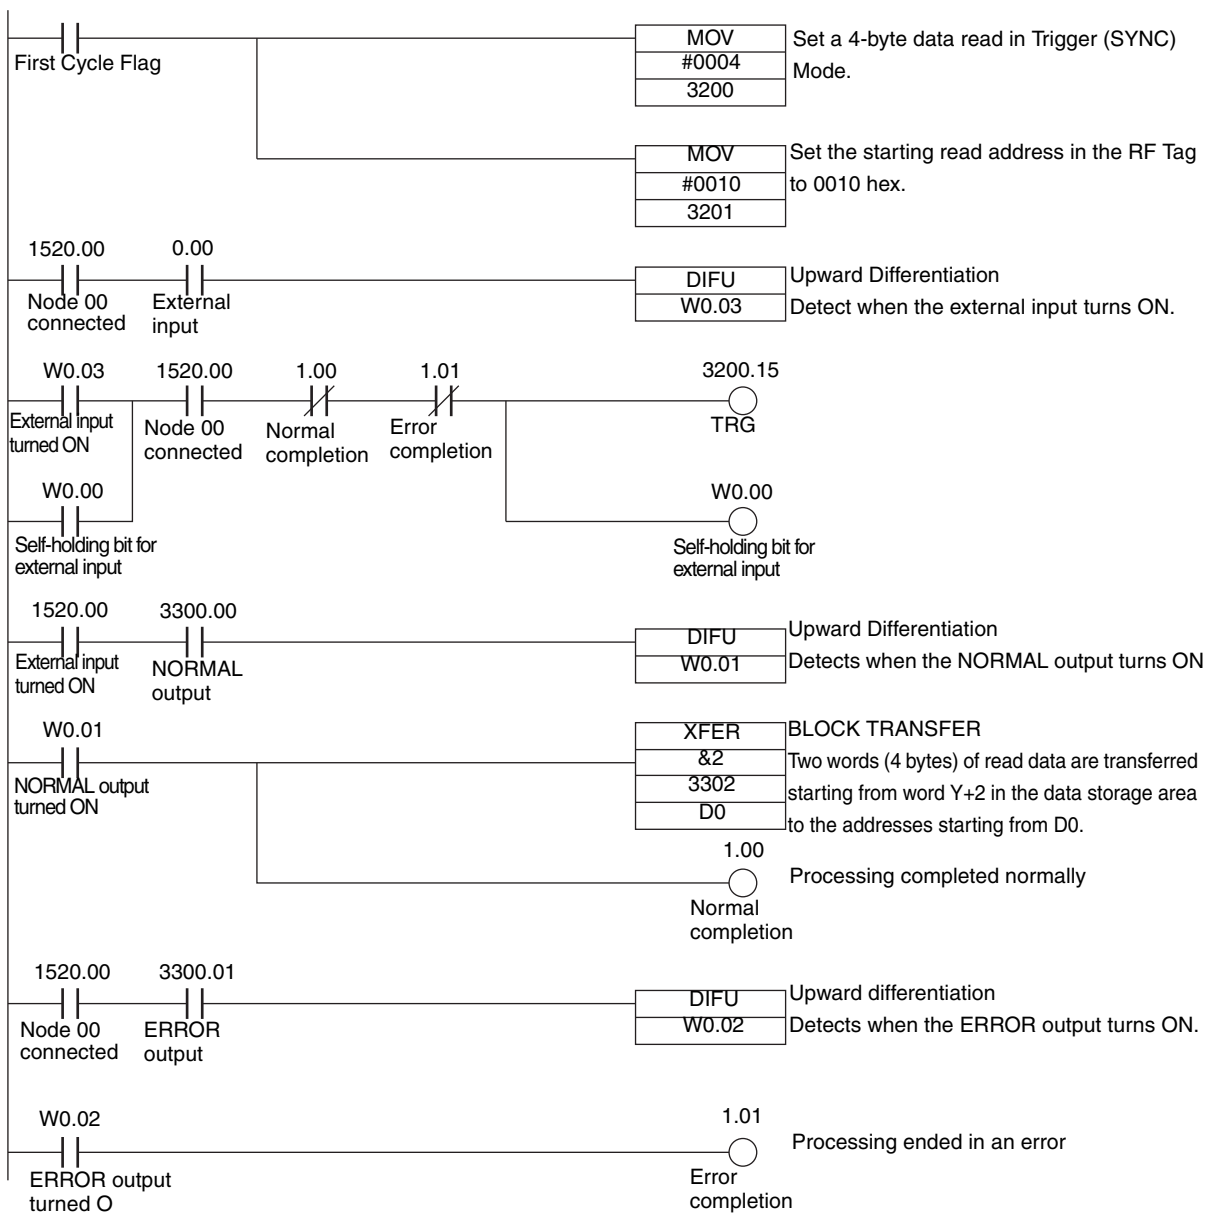 MOV
First Cycle Flag
#0004
3200
Set a 4-byte data read in Trigger (SYNC)
Mode.
MOV
#0010
3201
Set the starting read address in the RF Tag
to 0010 hex.
1520.00
0.00
Node 00
connected
External
input
DIFU
W0.03
Upward Differentiation
Detect when the external input turns ON.
W0.03
1520.00
1.00
1.01
3200.15
External input
turned ON
Node 00
connected
Normal
completion
Error
completion
TRG
W0.00
W0.00
Self-holding bit for
external input
Self-holding bit for
external input
1520.00
3300.00
External input
turned ON
NORMAL
output
DIFU
W0.01
Upward Differentiation
Detects when the NORMAL output turns ON
W0.01
NORMAL output
turned ON
XFER
&2
3302
D0
BLOCK TRANSFER
Two words (4 bytes) of read data are transferred
starting from word Y+2 in the data storage area
to the addresses starting from D0.
1.00
Processing completed normally
Normal
completion
1520.00
3300.01
Node 00
connected
ERROR
output
DIFU
W0.02
Upward differentiation
Detects when the ERROR output turns ON.
W0.02
1.01
ERROR output
turned O
Processing ended in an error
Error
completion